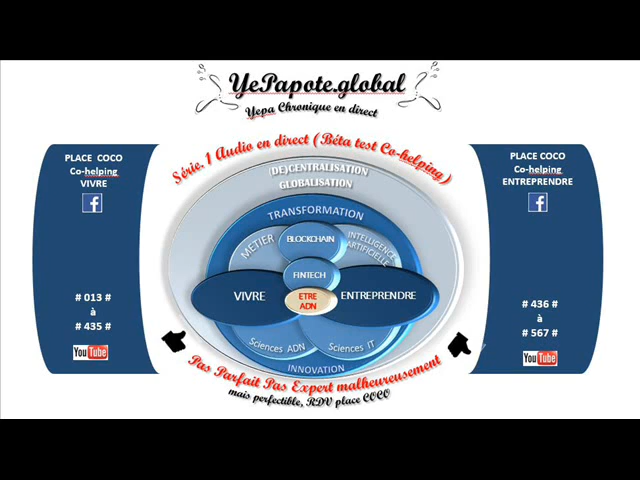 YePapote.global
Yepa Chronique en direct
Série, 1 Audio en direct ( Béta test Co-helping)
PLACE COCO
Co-helping
VIVRE
# 013 #
à
# 435 #
YouTube
(DE)CENTRALISATION
GLOBALISATION
TRANSFORMATION
METIER
BLOCKCHAIN
INTELLIGENCE
ARTIFICIELLE
FINTECH
VIVRE
ETRE
ADN
ENTREPRENDRE
Sciences ADN
Sciences IT
INNOVATION
PLACE COCO
Co-helping
ENTREPRENDRE
# 436 #
à
# 567 #
YouTube
Pas Parfait Pas Expert malheureusement
mais perfectible, RDV place COCO